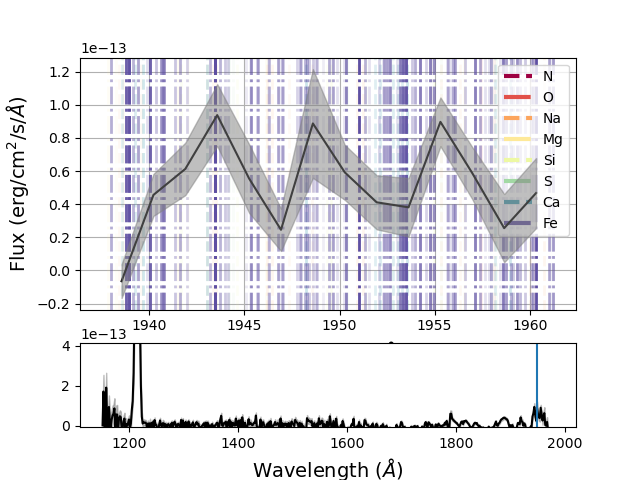 1e−13
1.2
1.0
0.8
0.6
0.4
0.2
0.0
−0.2
Flux (erg/cm²/s/Å)
N
O
Na
Mg
Si
S
Ca
Fe
1940 1945 1950 1955 1960
1e−13
4
2
0
1200 1400 1600 1800 2000
Wavelength (Å)